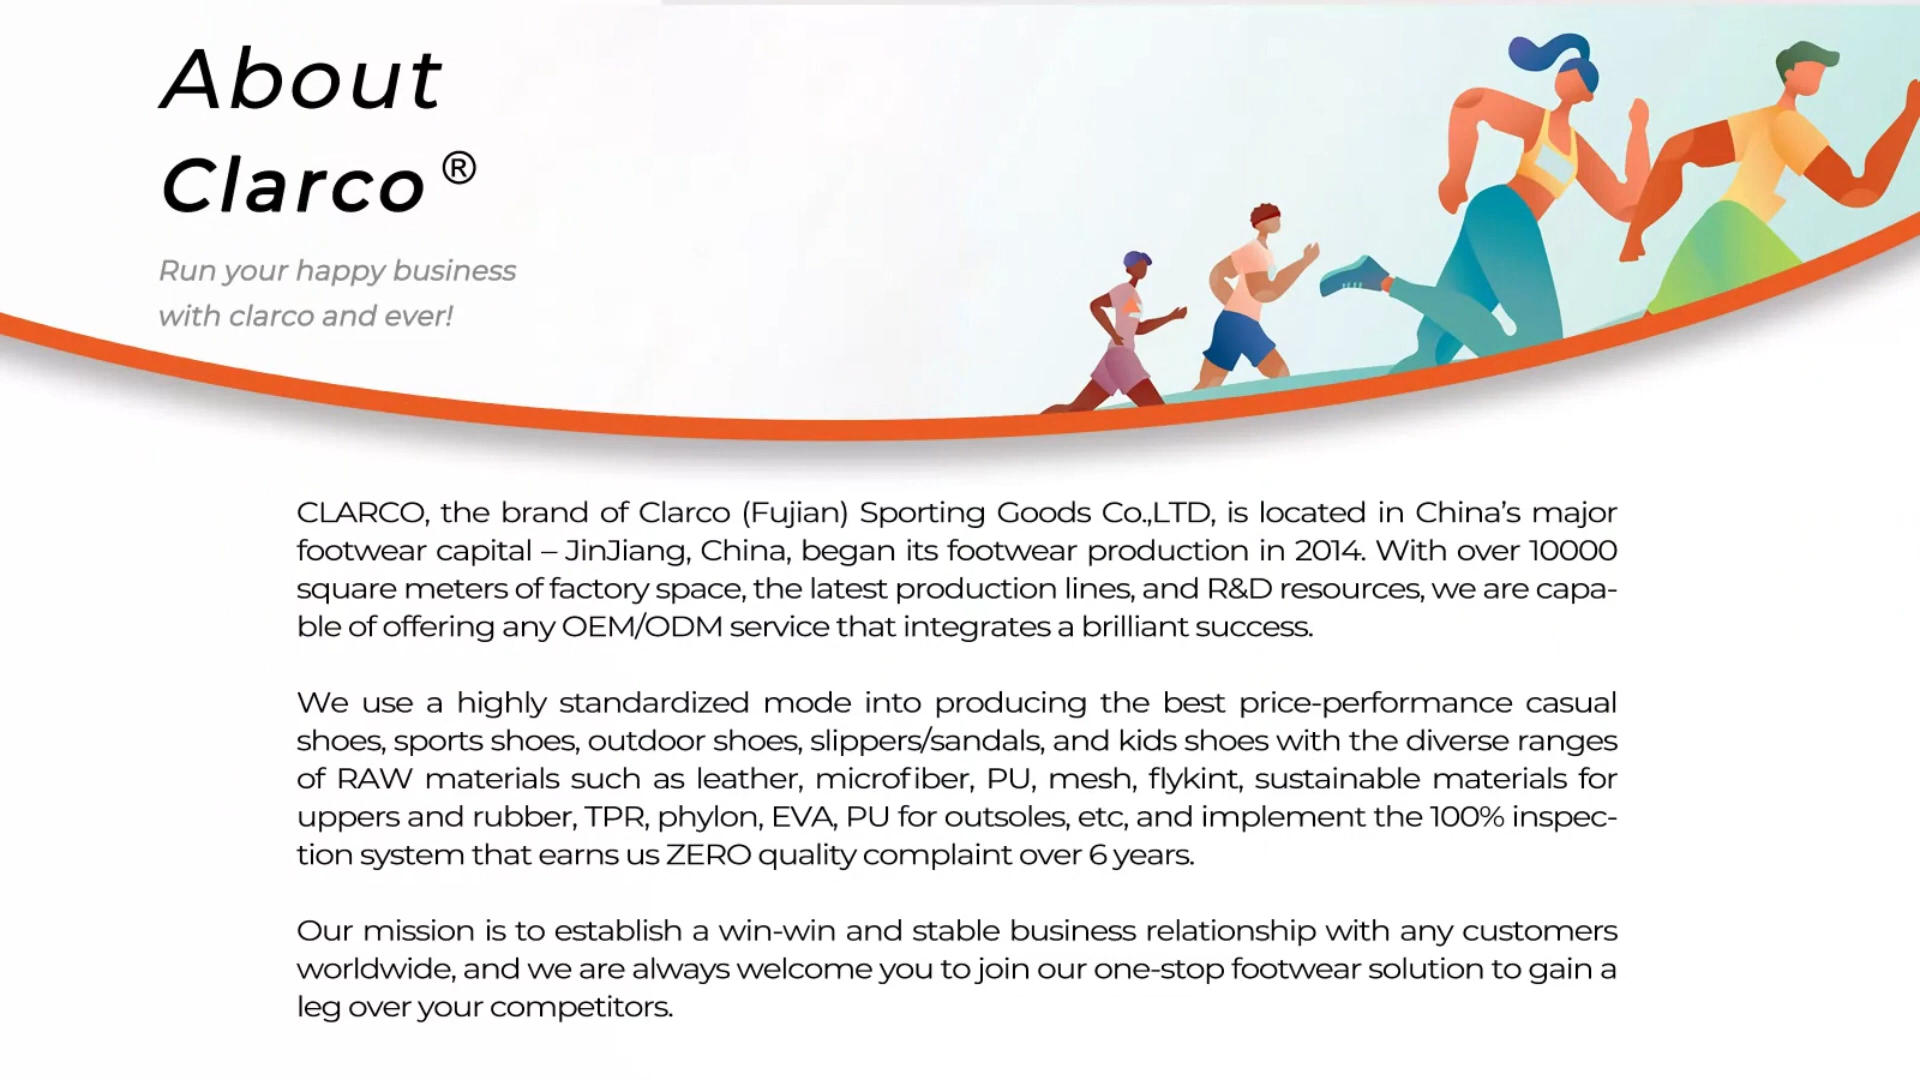 About
Clarco ®
Run your happy business
with clarco and ever!
CLARCO, the brand of Clarco (Fujian) Sporting Goods Co.,LTD, is located in China’s major
footwear capital – JinJiang, China, began its footwear production in 2014. With over 10000
square meters of factory space, the latest production lines, and R&D resources, we are capa-
ble of offering any OEM/ODM service that integrates a brilliant success.
We use a highly standardized mode into producing the best price-performance casual
shoes, sports shoes, outdoor shoes, slippers/sandals, and kids shoes with the diverse ranges
of RAW materials such as leather, microfiber, PU, mesh, flykint, sustainable materials for
uppers and rubber, TPR, phylon, EVA, PU for outsoles, etc, and implement the 100% inspec-
tion system that earns us ZERO quality complaint over 6 years.
Our mission is to establish a win-win and stable business relationship with any customers
worldwide, and we are always welcome you to join our one-stop footwear solution to gain a
leg over your competitors.